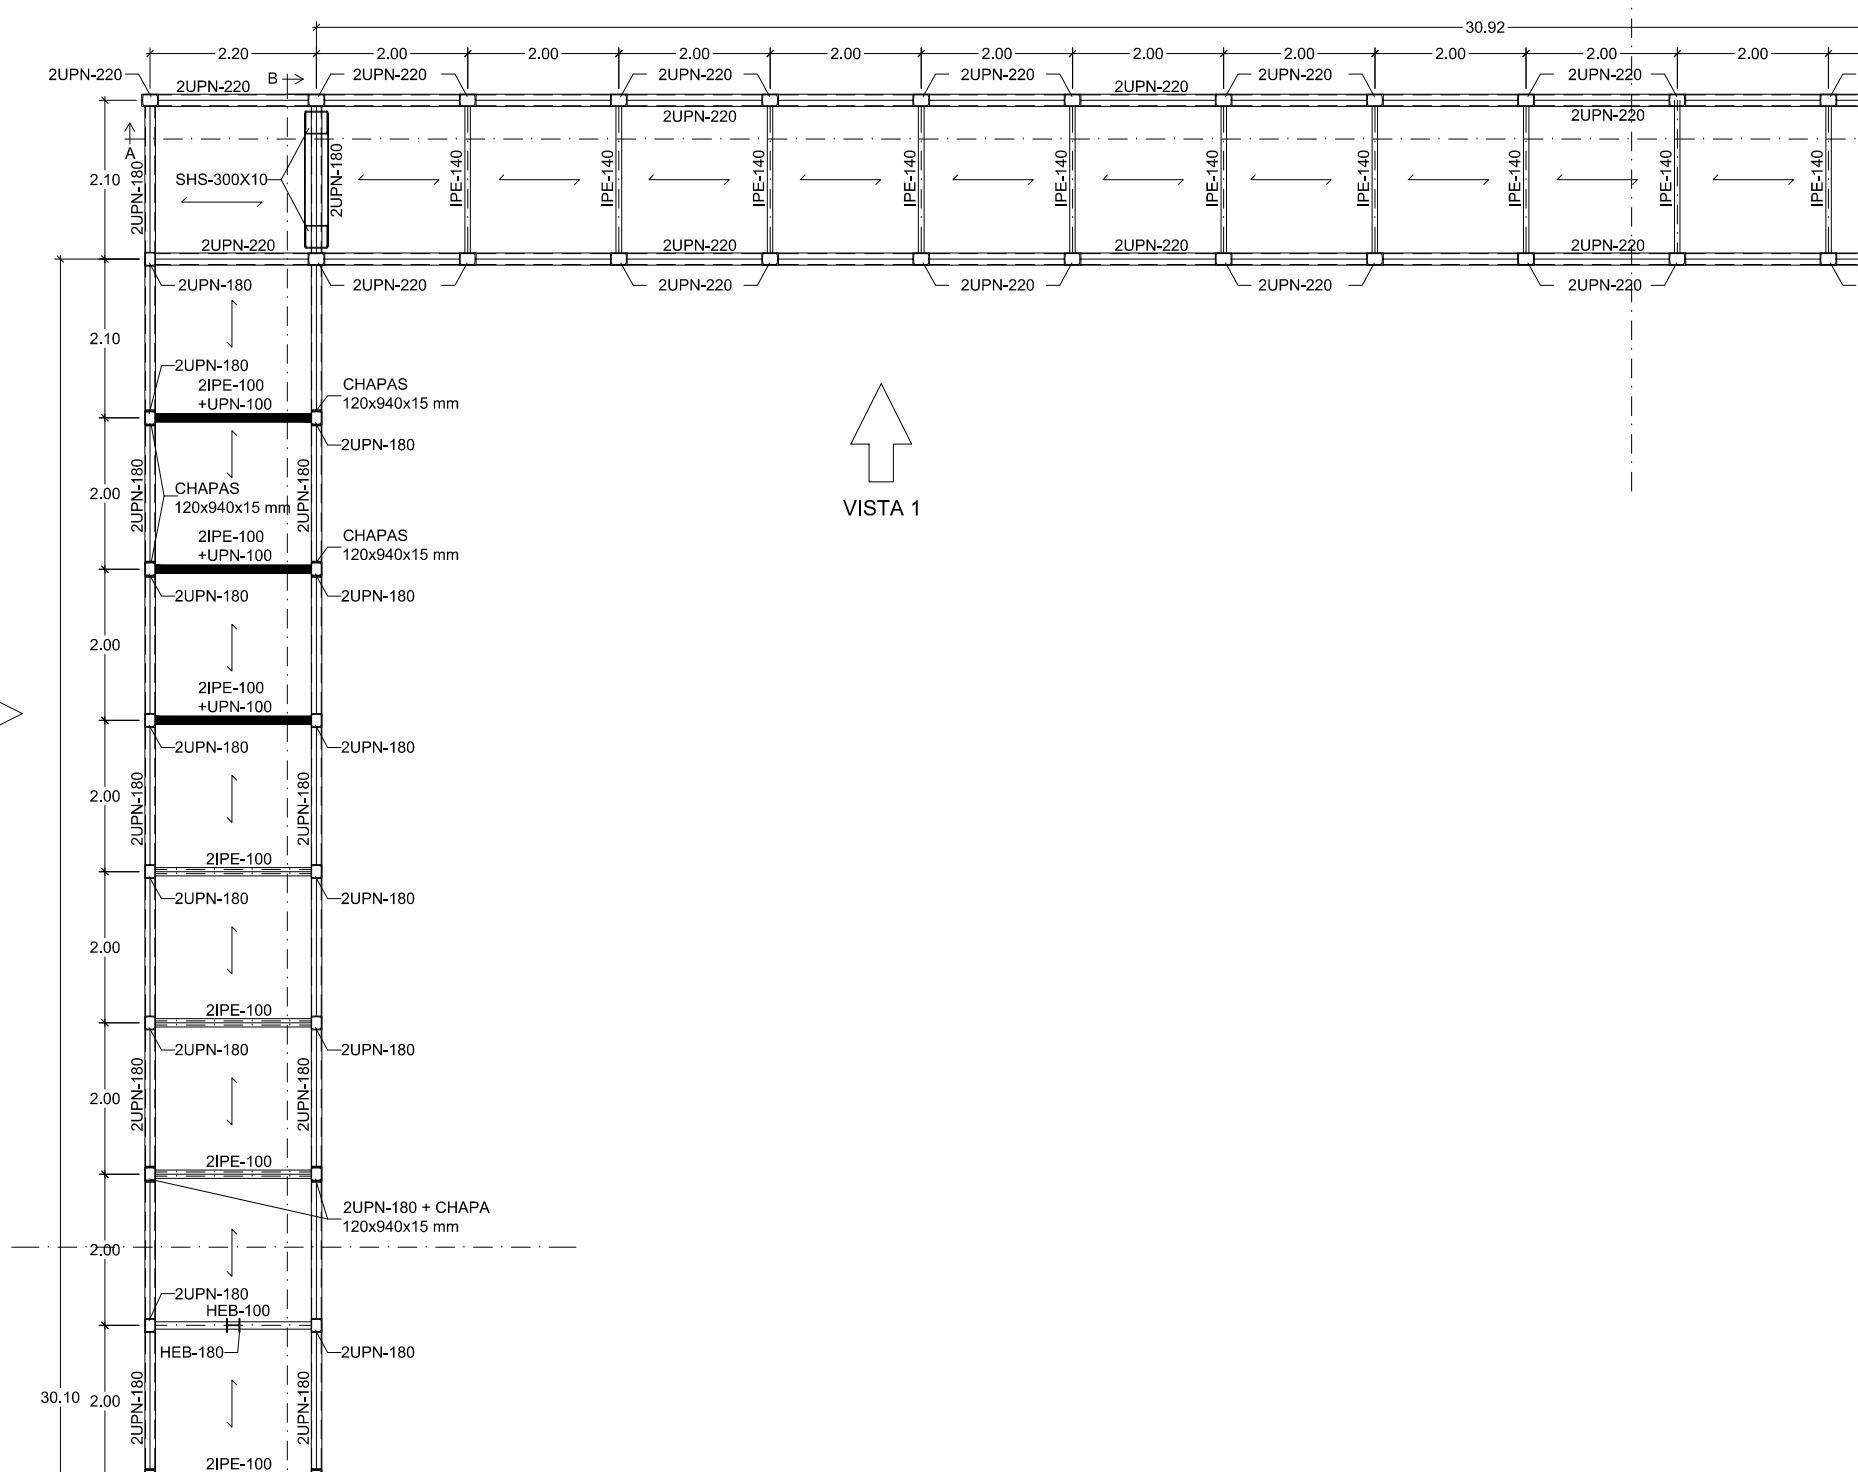 30.92
2.20 2.00 2.00 2.00 2.00 2.00 2.00 2.00 2.00 2.00 2.00
2UPN-220 2UPN-220 B 2UPN-220 2UPN-220 2UPN-220 2UPN-220 2UPN-220
2UPN-220
2UPN-220 2UPN-220
A
2.10 2UPN-180 SHS-300X10 2UPN-180 IPE-140 IPE-140 IPE-140 IPE-140 IPE-140 IPE-140 IPE-140 IPE-140 IPE-140 IPE-140
2UPN-220 2UPN-220 2UPN-220 2UPN-220
2UPN-180 2UPN-220 2UPN-220 2UPN-220 2UPN-220 2UPN-220
2.10
2UPN-180
2IPE-100
+UPN-100
CHAPAS
120x940x15 mm
2UPN-180
2.00 2UPN-180 2UPN-180
CHAPAS
120x940x15 mm
VISTA 1
2IPE-100
+UPN-100
CHAPAS
120x940x15 mm
2UPN-180 2UPN-180
2.00
2IPE-100
+UPN-100
2UPN-180 2UPN-180
2.00 2UPN-180 2UPN-180
2IPE-100
2UPN-180 2UPN-180
2.00
2IPE-100
2UPN-180 2UPN-180
2.00 2UPN-180 2UPN-180
2IPE-100
2UPN-180 + CHAPA
120x940x15 mm
2.00
2UPN-180
HEB-100
HEB-180 2UPN-180
30.10 2.00 2UPN-180 2UPN-180
2IPE-100